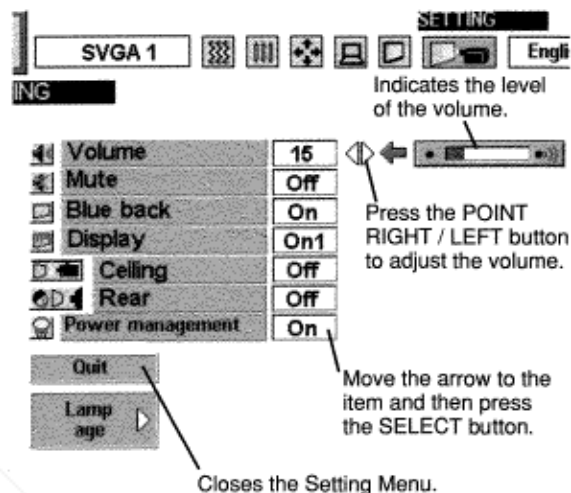 SETTING
SVGA 1
Engli
ING
Indicates the level
of the volume.
Volume 15
Mute Off
Blue back On
Display On1
Ceiling Off
Rear Off
Power management On
Press the POINT
RIGHT / LEFT button
to adjust the volume.
Quit
Lamp
age
Move the arrow to the
item and then press
the SELECT button.
Closes the Setting Menu.